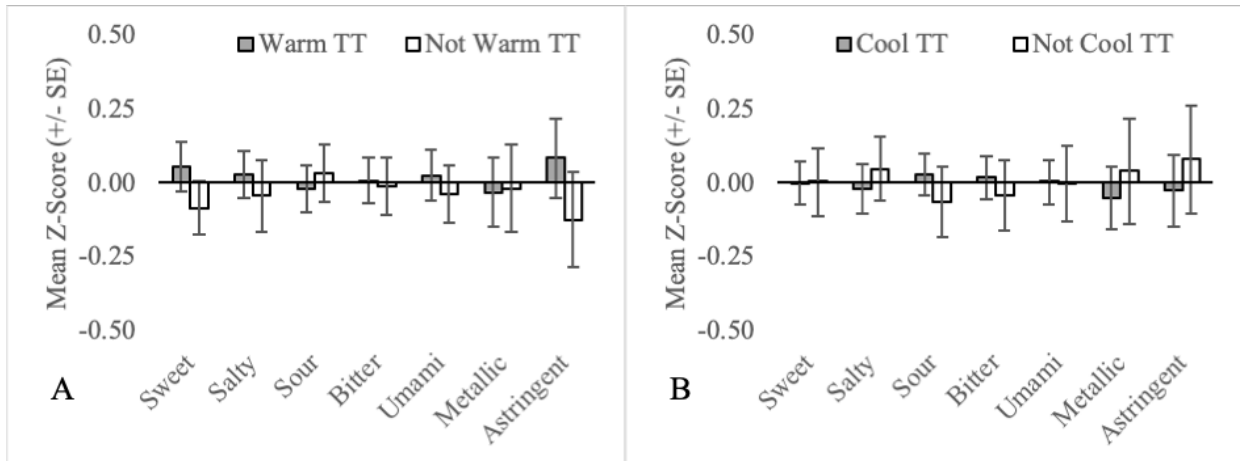 Mean Z-Score (+/- SE)
0.50
0.25
0.00
-0.25
-0.50
Warm TT Not Warm TT
Sweet
Salty
Sour
Bitter
Umami
Metallic
Astringent
A
Mean Z-Score (+/- SE)
0.50
0.25
0.00
-0.25
-0.50
Cool TT Not Cool TT
Sweet
Salty
Sour
Bitter
Umami
Metallic
Astringent
B